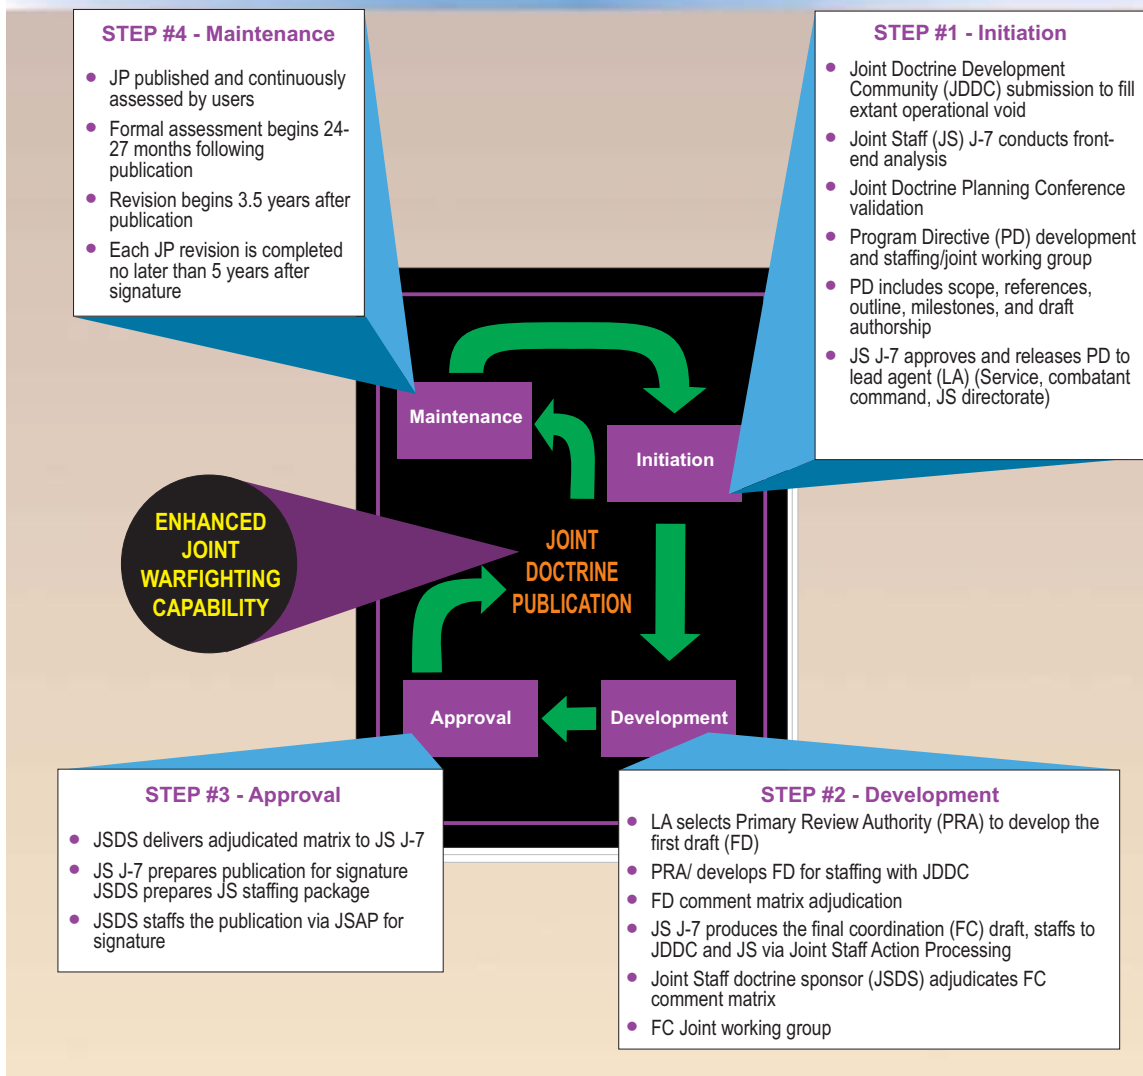 STEP #4 - Maintenance
• JP published and continuously
assessed by users
• Formal assessment begins 24-
27 months following
publication
• Revision begins 3.5 years after
publication
• Each JP revision is completed
no later than 5 years after
signature
STEP #1 - Initiation
• Joint Doctrine Development
Community (JDDC) submission to fill
extant operational void
• Joint Staff (JS) J-7 conducts front-
end analysis
• Joint Doctrine Planning Conference
validation
• Program Directive (PD) development
and staffing/joint working group
• PD includes scope, references,
outline, milestones, and draft
authorship
• JS J-7 approves and releases PD to
lead agent (LA) (Service, combatant
command, JS directorate)
Maintenance
Initiation
ENHANCED
JOINT
WARFIGHTING
CAPABILITY
JOINT
DOCTRINE
PUBLICATION
Approval
Development
STEP #3 - Approval
• JSDS delivers adjudicated matrix to JS J-7
• JS J-7 prepares publication for signature
JSDS prepares JS staffing package
• JSDS staffs the publication via JSAP for
signature
STEP #2 - Development
• LA selects Primary Review Authority (PRA) to develop the
first draft (FD)
• PRA/ develops FD for staffing with JDDC
• FD comment matrix adjudication
• JS J-7 produces the final coordination (FC) draft, staffs to
JDDC and JS via Joint Staff Action Processing
• Joint Staff doctrine sponsor (JSDS) adjudicates FC
comment matrix
• FC Joint working group